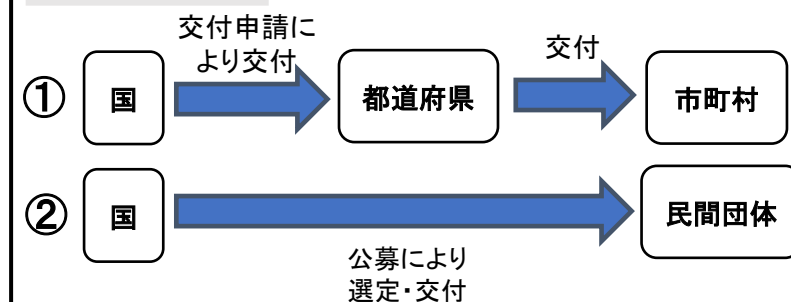 交付申請に
より交付
交付
① 国 都道府県 市町村
② 国 民間団体
公募により
選定・交付